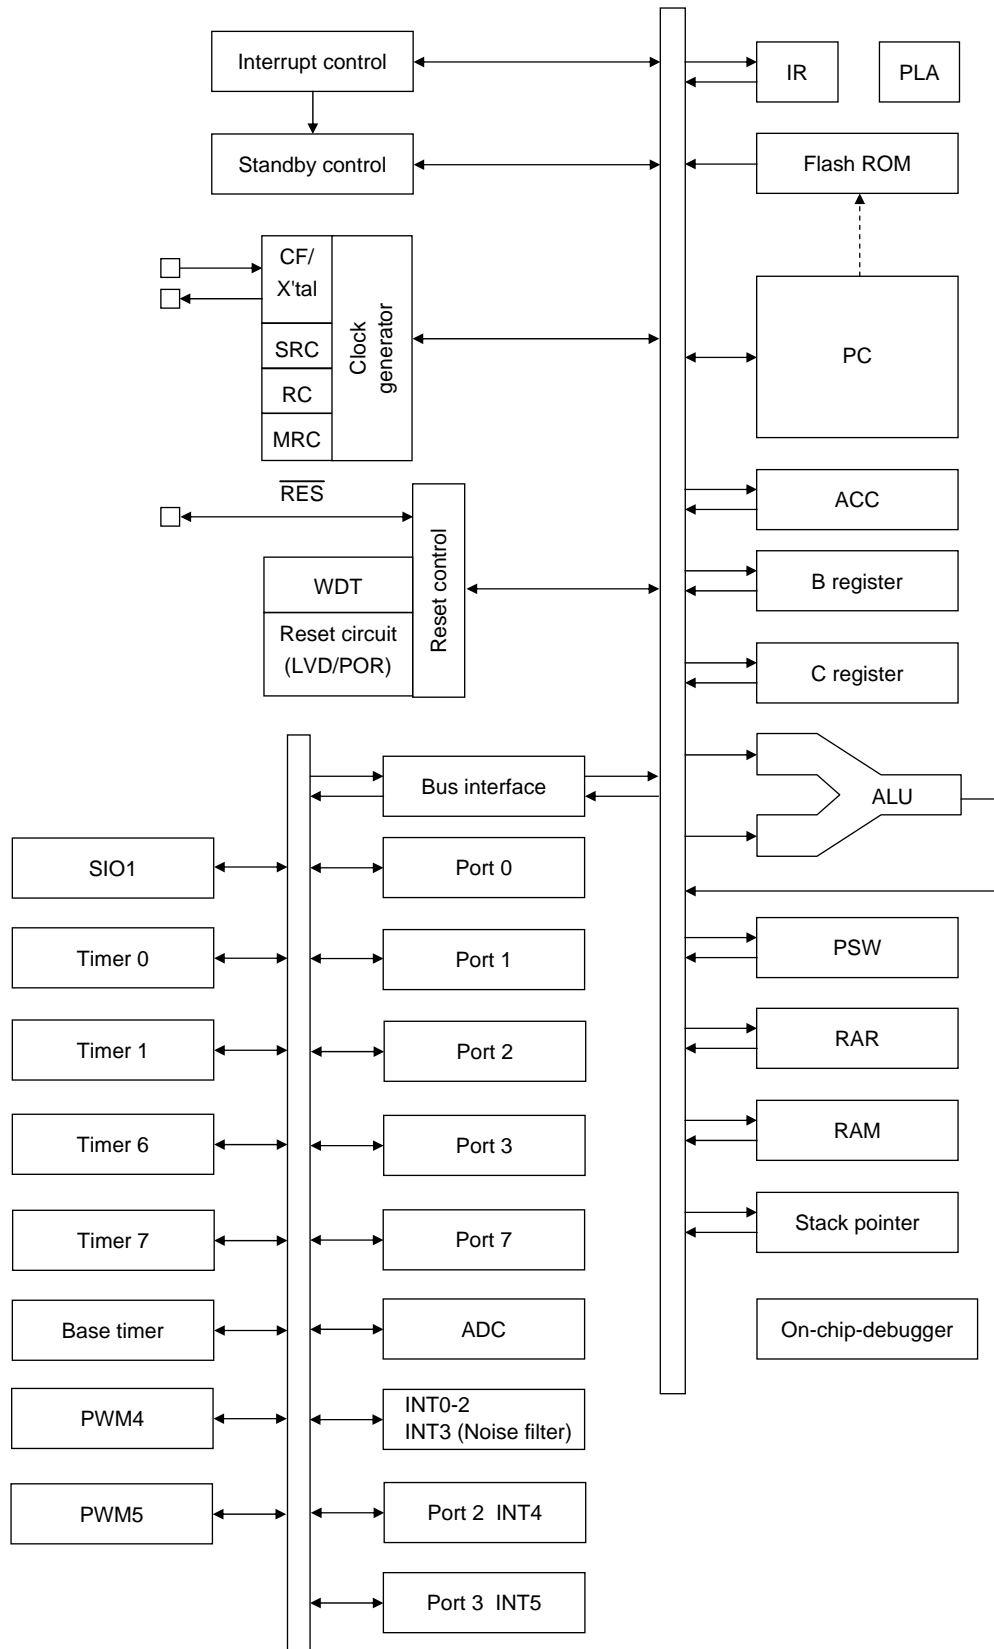 Interrupt control
IR
PLA
Standby control
Flash ROM
CF/
X'tal
SRC
RC
MRC
Clock
generator
PC
RES
ACC
WDT
Reset circuit
(LVD/POR)
Reset control
B register
C register
Bus interface
ALU
SIO1
Port 0
Timer 0
Port 1
PSW
Timer 1
Port 2
RAR
Timer 6
Port 3
RAM
Timer 7
Port 7
Stack pointer
Base timer
ADC
On-chip-debugger
PWM4
INT0-2
INT3 (Noise filter)
PWM5
Port 2  INT4
Port 3  INT5